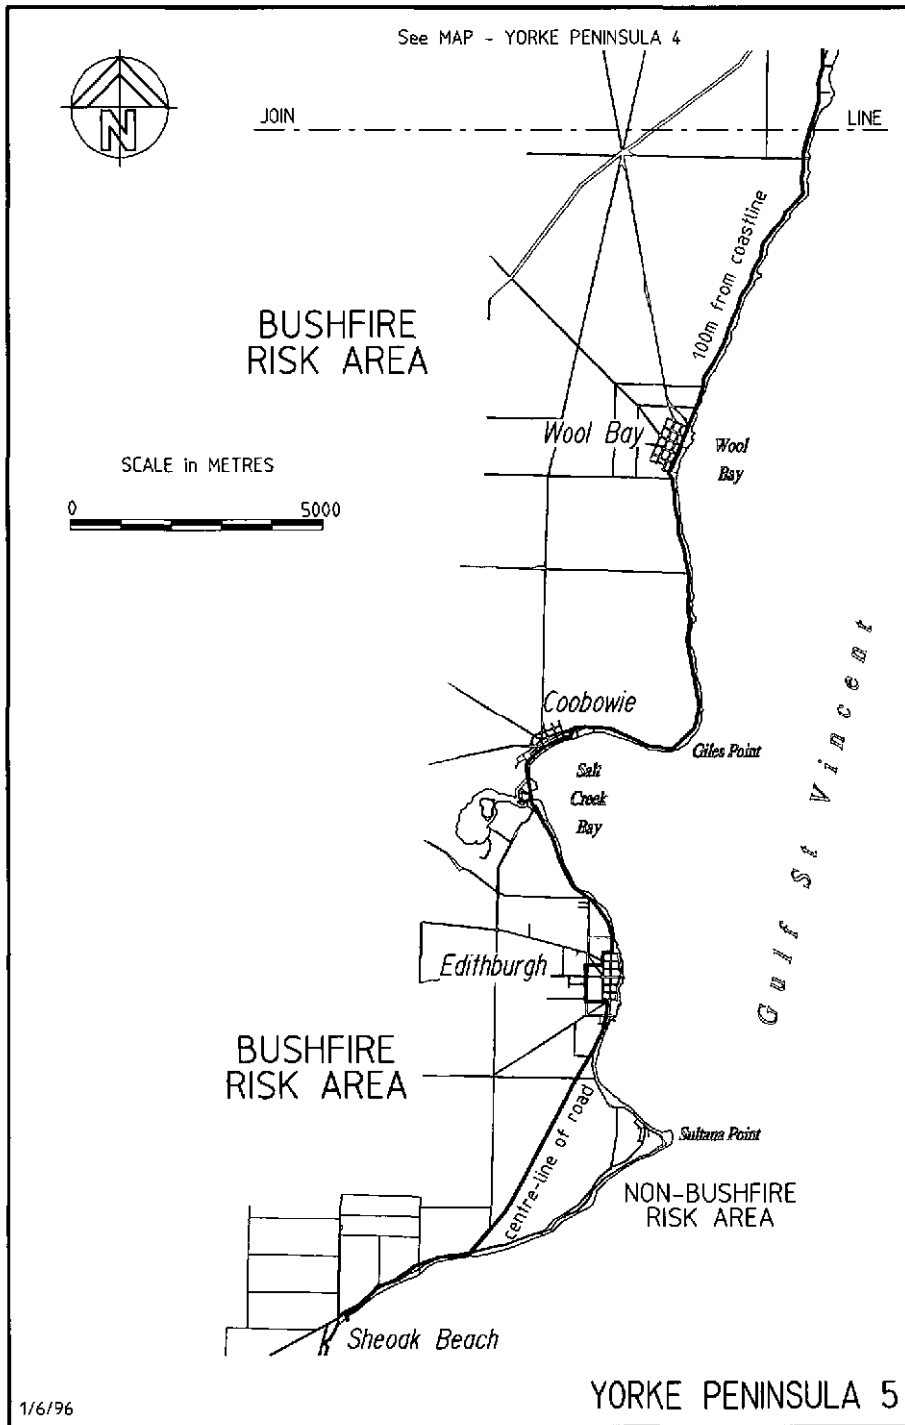 See MAP - YORKE PENINSULA 4
N
JOIN
LINE
100m from coastline
BUSHFIRE
RISK AREA
Wool Bay
Wool
Bay
SCALE in METRES
0
5000
Gulf St Vincent
Coobowie
Giles Point
Salt
Creek
Bay
Edithburgh
BUSHFIRE
RISK AREA
centre-line of road
Sultana Point
NON-BUSHFIRE
RISK AREA
Sheoak Beach
1/6/96
YORKE PENINSULA 5